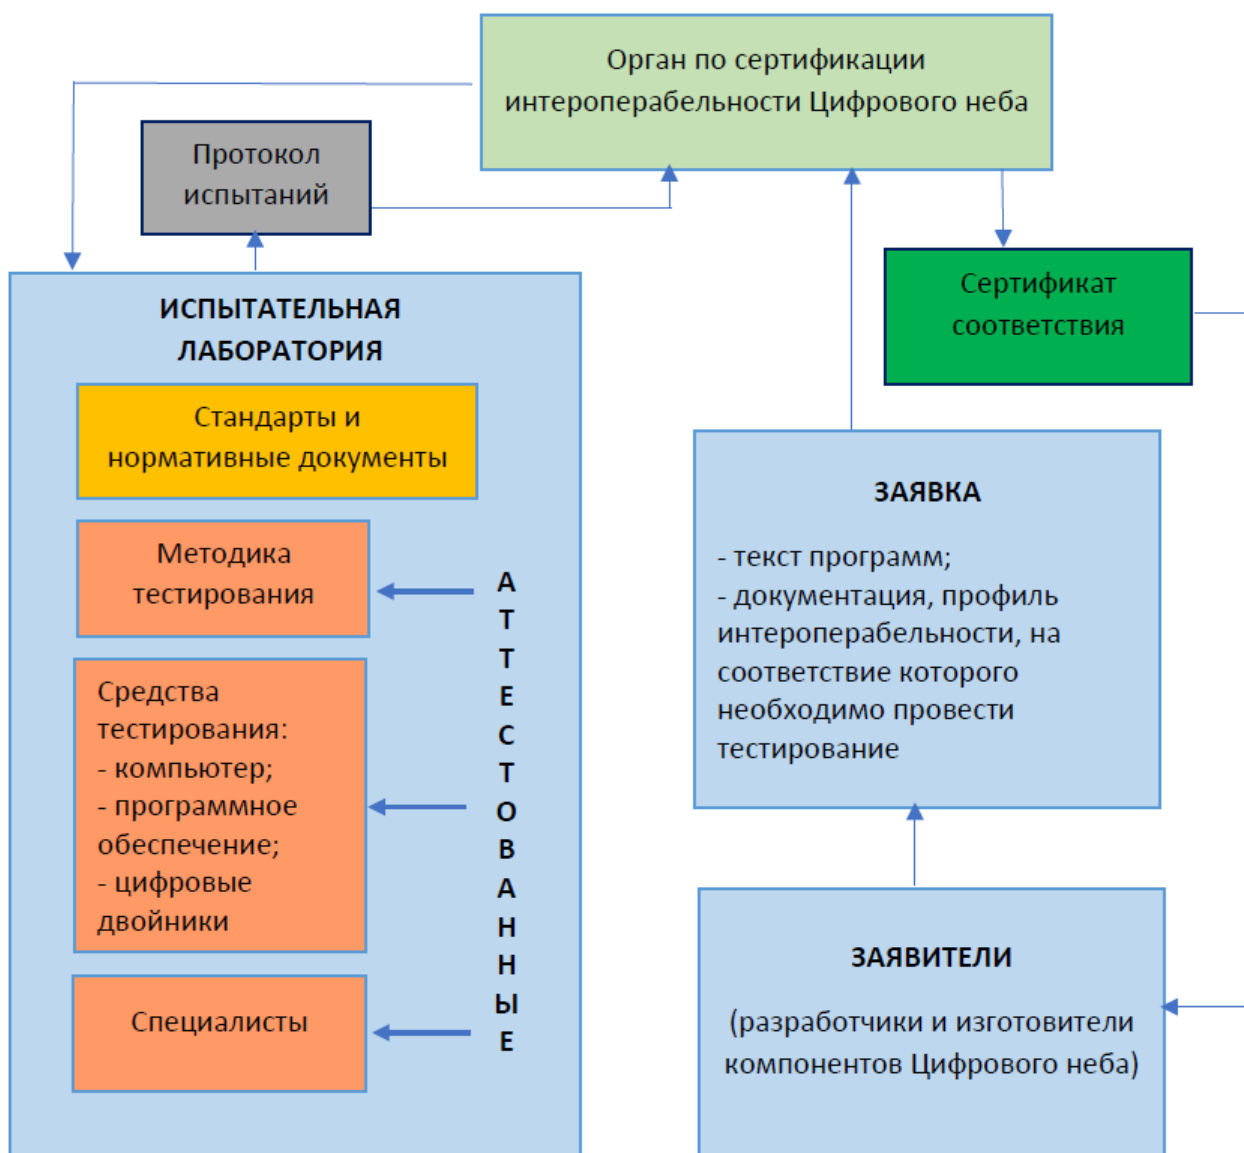 Орган по сертификации
интероперабельности Цифрового неба
Протокол
испытаний
Сертификат
соответствия
ИСПЫТАТЕЛЬНАЯ
ЛАБОРАТОРИЯ
Стандарты и
нормативные документы
Методика
тестирования
Средства
тестирования:
- компьютер;
- программное
обеспечение;
- цифровые
двойники
Специалисты
АТТЕСТОВАННЫЕ
ЗАЯВКА
- текст программ;
- документация, профиль
интероперабельности, на
соответствие которого
необходимо провести
тестирование
ЗАЯВИТЕЛИ
(разработчики и изготовители
компонентов Цифрового неба)